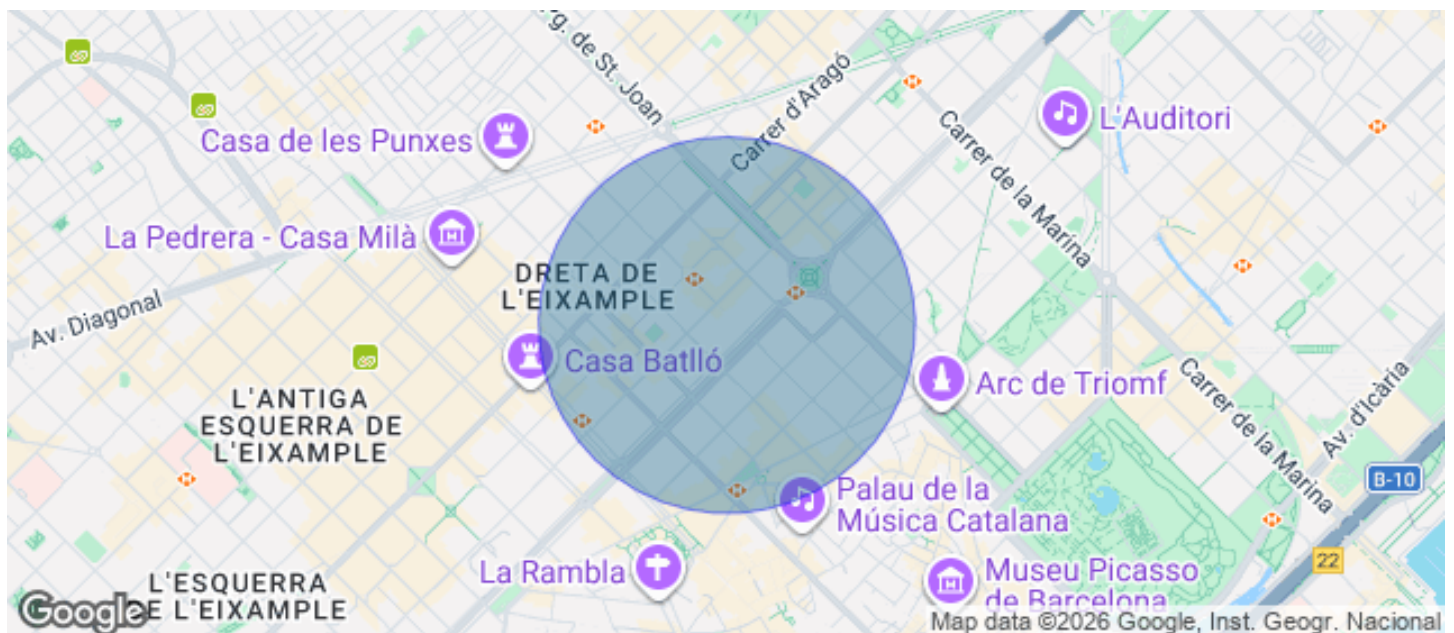 g. de St. Joan
Carrer d'Aragó
L'Auditori
Casa de les Punxes
Carrer de la Marina
La Pedrera - Casa Milà
DRETA DE
L'EIXAMPLE
Av. Diagonal
Casa Batlló
Arc de Triomf
L'ANTIGA
ESQUERRA DE
L'EIXAMPLE
Carrer de la Marina
Av. d'Icària
B-10
Palau de la
Música Catalana
La Rambla
22
Museu Picasso
de Barcelona
L'ESQUERRA
DE L'EIXAMPLE
Google
Map data ©2026 Google, Inst. Geogr. Nacional